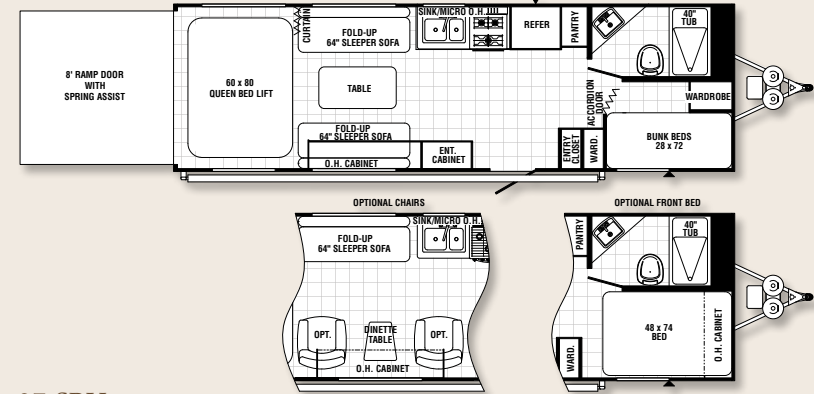 8' RAMP DOOR
WITH
SPRING ASSIST
60 x 80
QUEEN BED LIFT
CURTAIN
FOLD-UP
64" SLEEPER SOFA
TABLE
FOLD-UP
64" SLEEPER SOFA
O.H. CABINET
SINK/MICRO O.H.
ENT.
CABINET
REFER
PANTRY
40"
TUB
ACCORDION
DOOR
WARDROBE
ENTRY
CLOSET
WARD.
BUNK BEDS
28 x 72
OPTIONAL CHAIRS
FOLD-UP
64" SLEEPER SOFA
SINK/MICRO O.H.
OPT.
DINETTE
TABLE
OPT.
O.H. CABINET
OPTIONAL FRONT BED
PANTRY
40"
TUB
WARD.
48 x 74
BED
O.H. CABINET